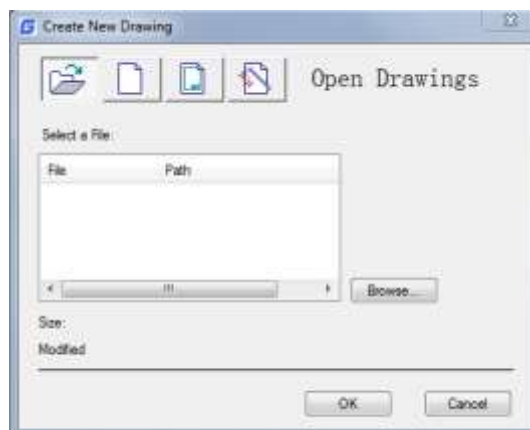 Create New Drawing
Open Drawings
Select a File:
File Path
Browse...
Size:
Modified
OK Cancel